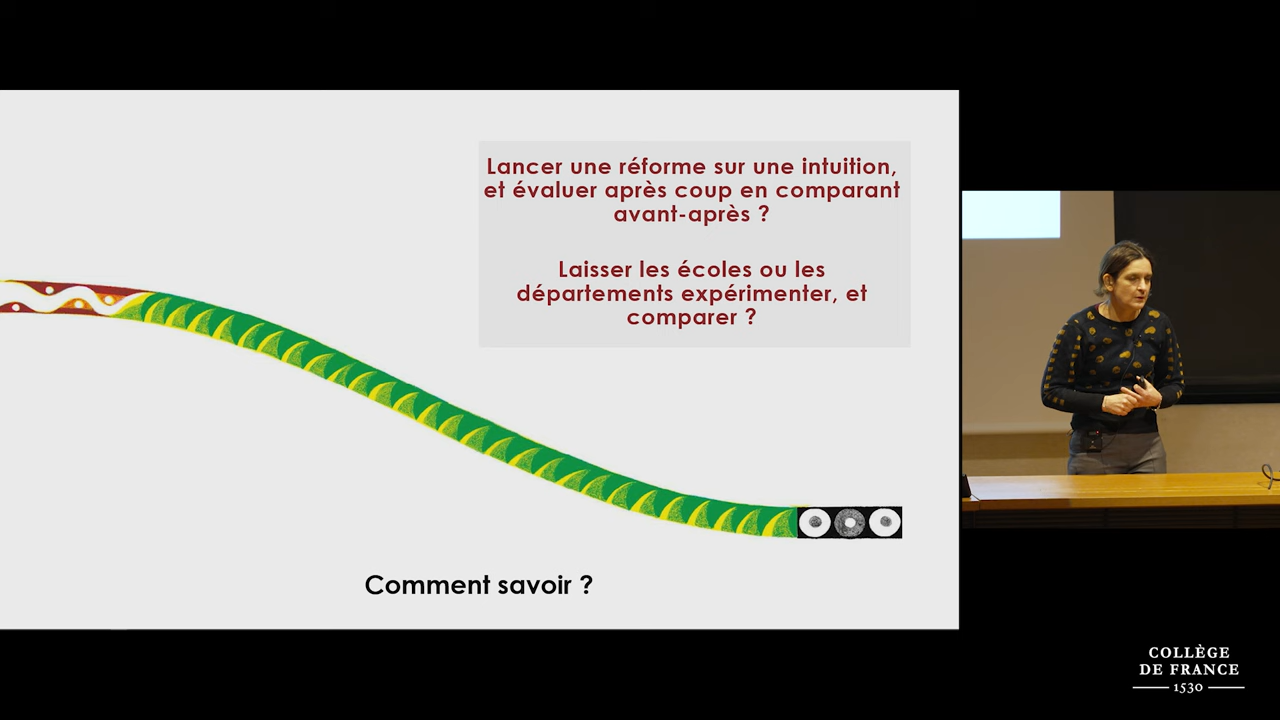 Lancer une réforme sur une intuition,
et évaluer après coup en comparant
avant-après ?
Laisser les écoles ou les
départements expérimenter, et
comparer ?
Comment savoir ?
COLLÈGE
DE FRANCE
1530